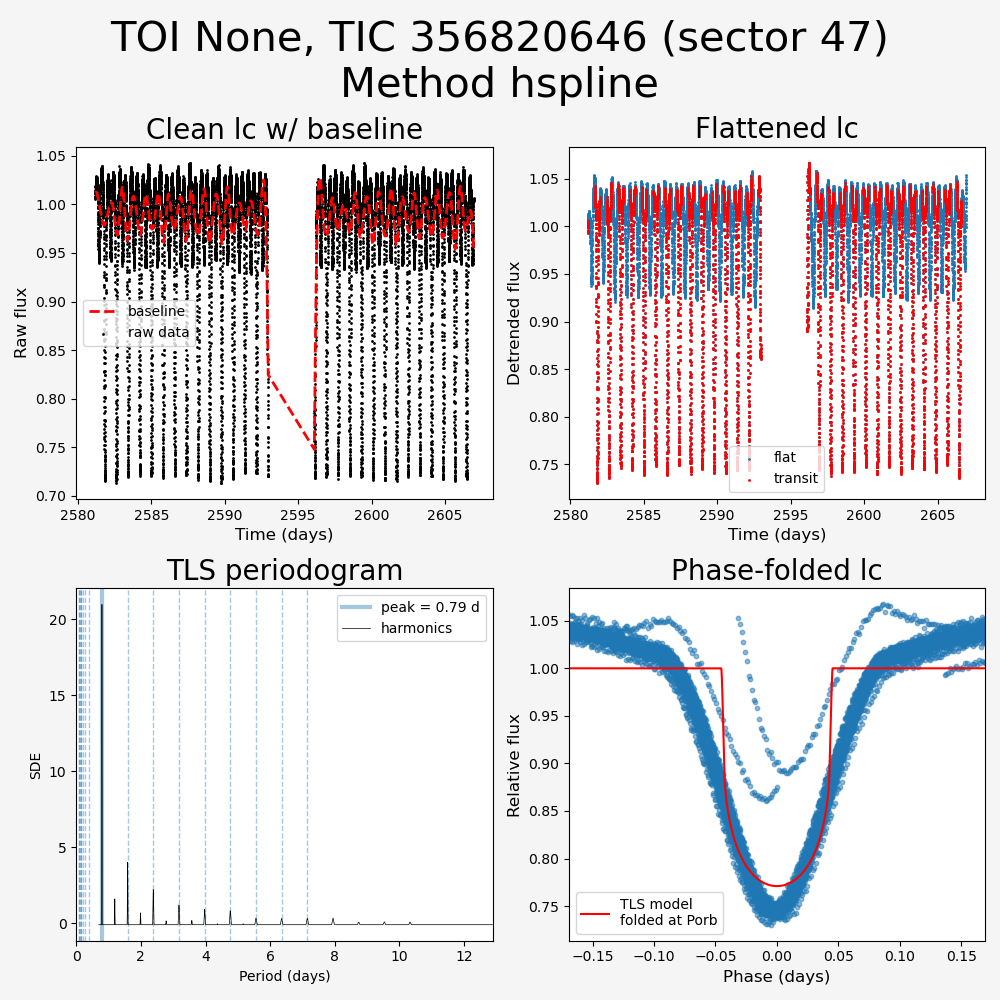 TOI None, TIC 356820646 (sector 47)
Method hspline
Clean lc w/ baseline
Flattened lc
1.05
1.00
0.95
0.90
0.85
0.80
0.75
0.70
Raw flux
baseline
raw data
2580
2585
2590
2595
2600
2605
Time (days)
1.05
1.00
0.95
0.90
0.85
0.80
0.75
Detrended flux
flat
transit
2580
2585
2590
2595
2600
2605
Time (days)
TLS periodogram
Phase-folded lc
20
15
10
5
0
SDE
peak = 0.79 d
harmonics
0
2
4
6
8
10
12
Period (days)
1.05
1.00
0.95
0.90
0.85
0.80
0.75
Relative flux
TLS model
folded at Porb
−0.15
−0.10
−0.05
0.00
0.05
0.10
0.15
Phase (days)